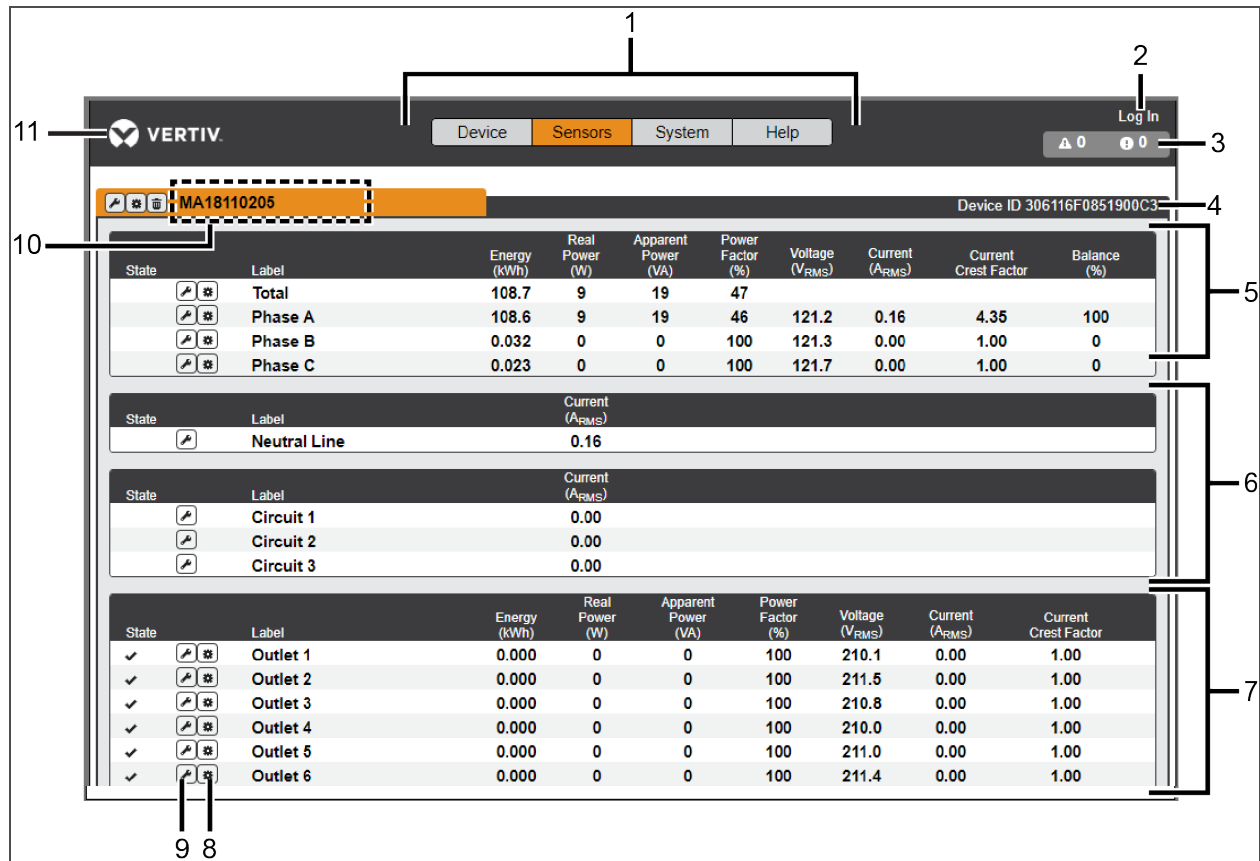 1
2
Log In
11 VERTIV. Device Sensors System Help
0 0 3
MA18110205 Device ID 306116F0851900C3 4
10
State Label Energy (kWh) Real Power (W) Apparent Power (VA) Power Factor (%) Voltage (VRMS) Current (ARMS) Current Crest Factor Balance (%)
Total 108.7 9 19 47
5
Phase A 108.6 9 19 46 121.2 0.16 4.35 100
Phase B 0.032 0 0 100 121.3 0.00 1.00 0
Phase C 0.023 0 0 100 121.7 0.00 1.00 0
State Label Current (ARMS)
Neutral Line 0.16
6
State Label Current (ARMS)
Circuit 1 0.00
Circuit 2 0.00
Circuit 3 0.00
State Label Energy (kWh) Real Power (W) Apparent Power (VA) Power Factor (%) Voltage (VRMS) Current (ARMS) Current Crest Factor
Outlet 1 0.000 0 0 100 210.1 0.00 1.00
Outlet 2 0.000 0 0 100 211.5 0.00 1.00
7
Outlet 3 0.000 0 0 100 210.8 0.00 1.00
Outlet 4 0.000 0 0 100 210.0 0.00 1.00
Outlet 5 0.000 0 0 100 211.0 0.00 1.00
Outlet 6 0.000 0 0 100 211.4 0.00 1.00
9 8